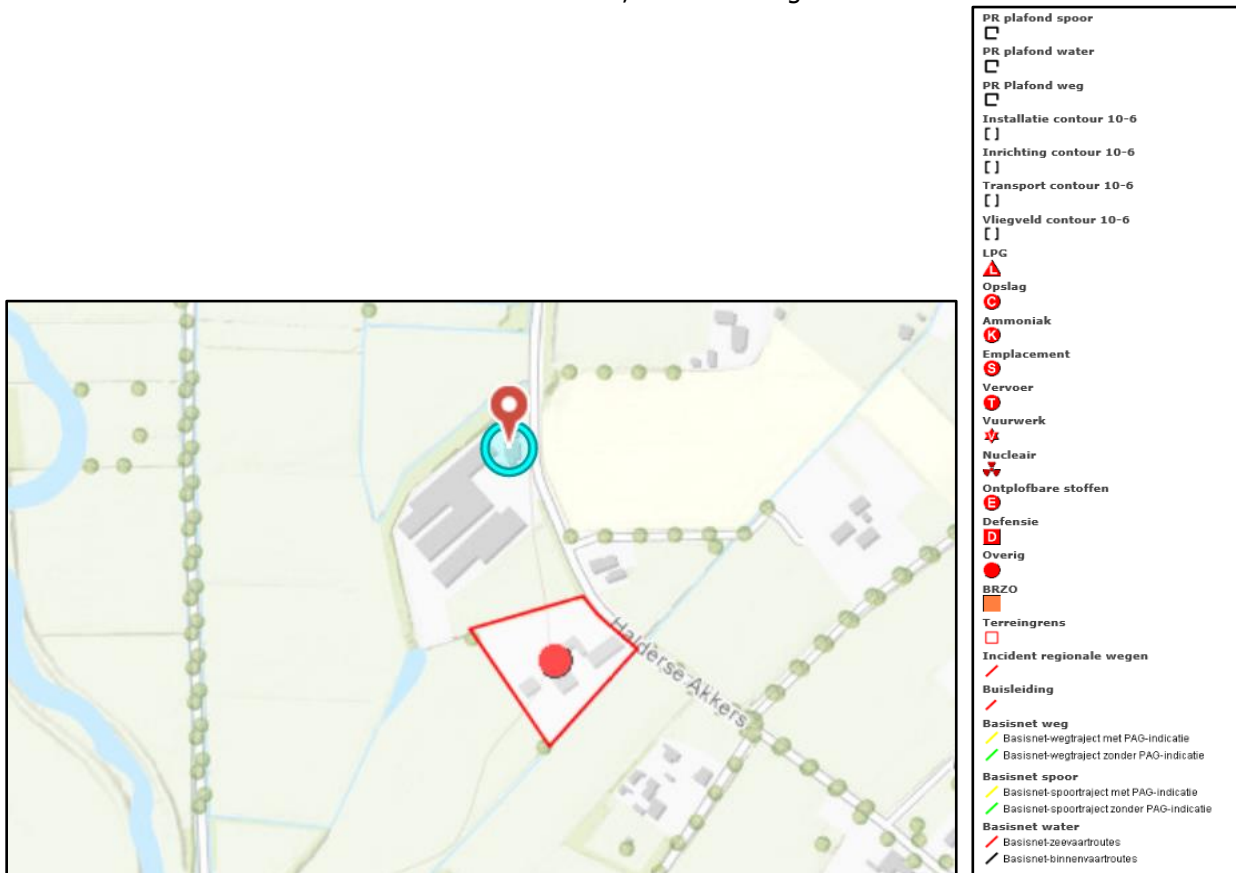 PR plafond spoor
PR plafond water
PR Plafond weg
Installatie contour 10-6
Inrichting contour 10-6
Transport contour 10-6
Vliegveld contour 10-6
LPG
L
Opslag
C
Ammoniak
K
Emplacement
S
Vervoer
T
Vuurwerk
V
Nucleair
Ontplofbare stoffen
E
Defensie
D
Overig
BRZO
Terreingrens
Incident regionale wegen
Buisleiding
Basisnet weg
Basisnet-wegtraject met PAG-indicatie
Basisnet-wegtraject zonder PAG-indicatie
Basisnet spoor
Basisnet-spoortraject met PAG-indicatie
Basisnet-spoortraject zonder PAG-indicatie
Basisnet water
Basisnet-zeevaartroutes
Basisnet-binnenvaartroutes
Halderse Akkers